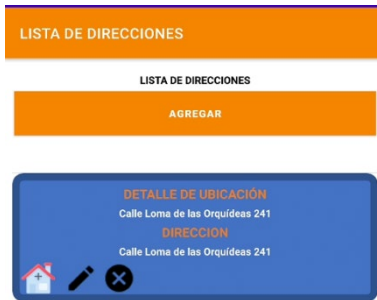 LISTA DE DIRECCIONES
LISTA DE DIRECCIONES
AGREGAR
DETALLE DE UBICACIÓN
Calle Loma de las Orquídeas 241
DIRECCION
Calle Loma de las Orquídeas 241